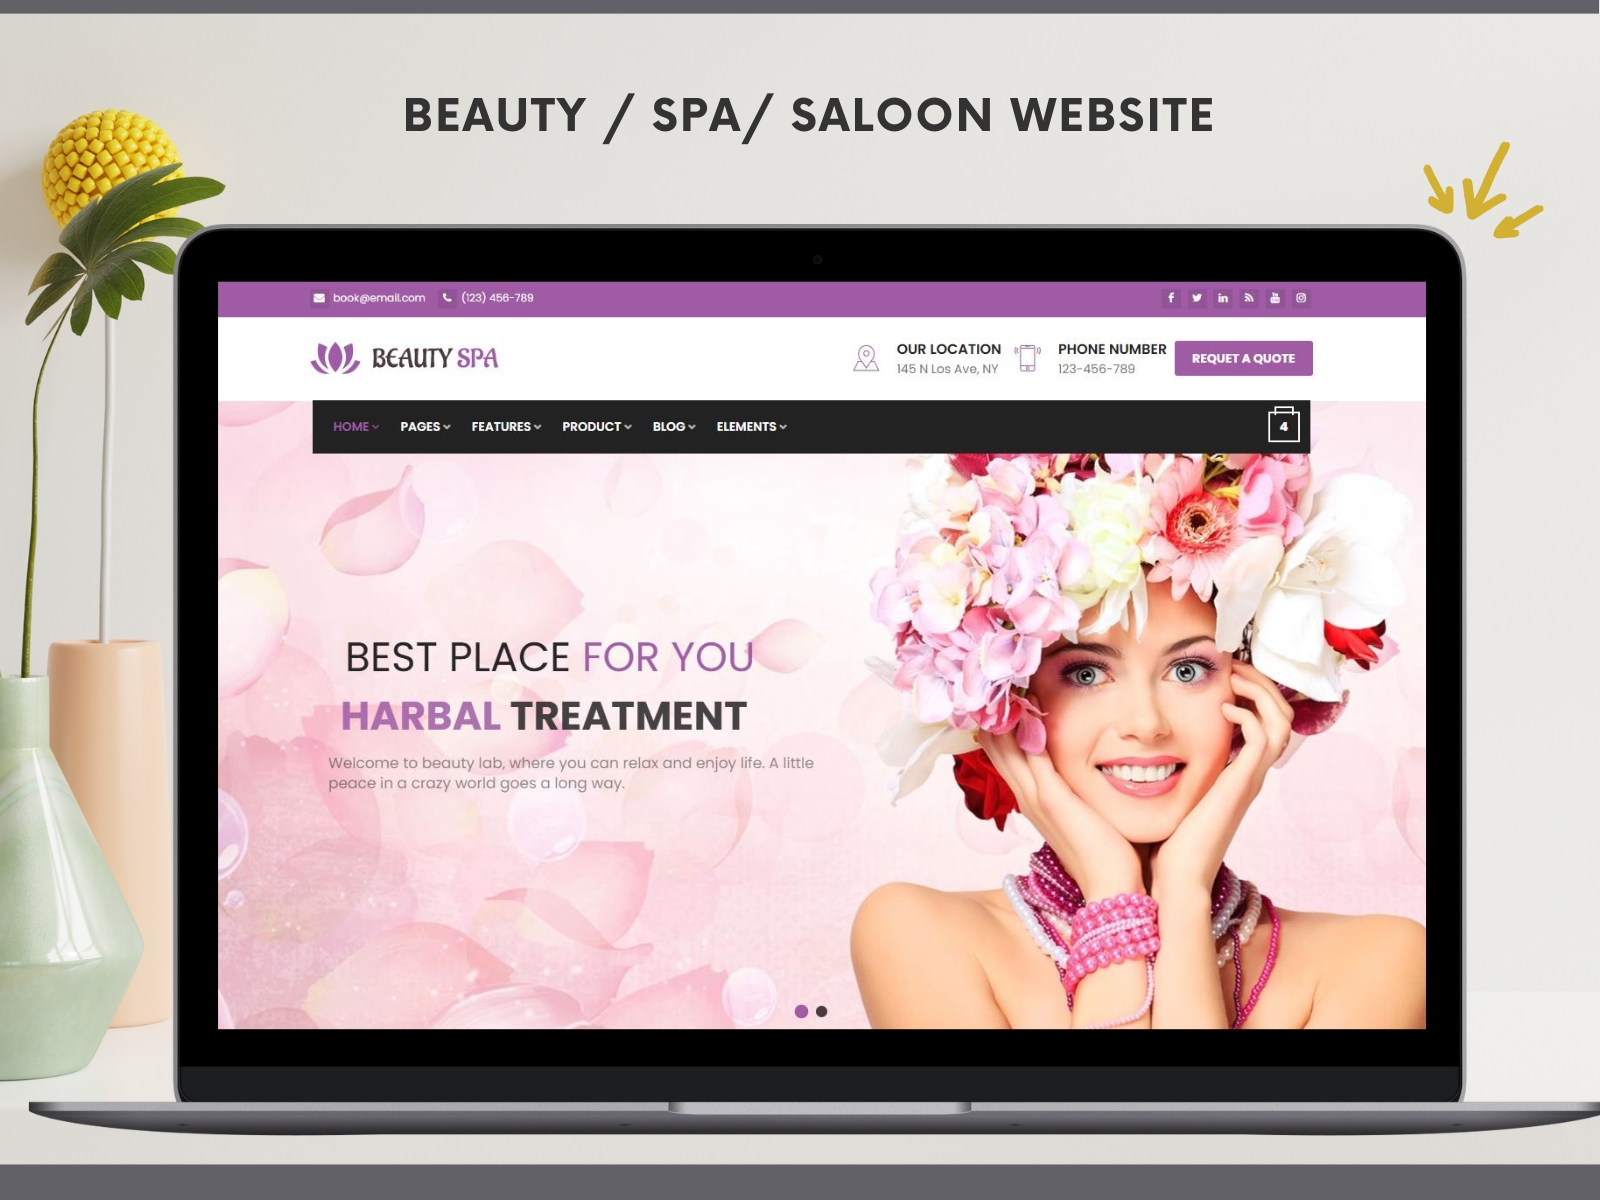 BEAUTY / SPA/ SALOON WEBSITE
book@email.com (123) 456-789
BEAUTY SPA
OUR LOCATION
145 N Los Ave, NY
PHONE NUMBER
123-456-789
REQUET A QUOTE
HOME PAGES FEATURES PRODUCT BLOG ELEMENTS
4
BEST PLACE FOR YOU
HARBAL TREATMENT
Welcome to beauty lab, where you can relax and enjoy life. A little
peace in a crazy world goes a long way.